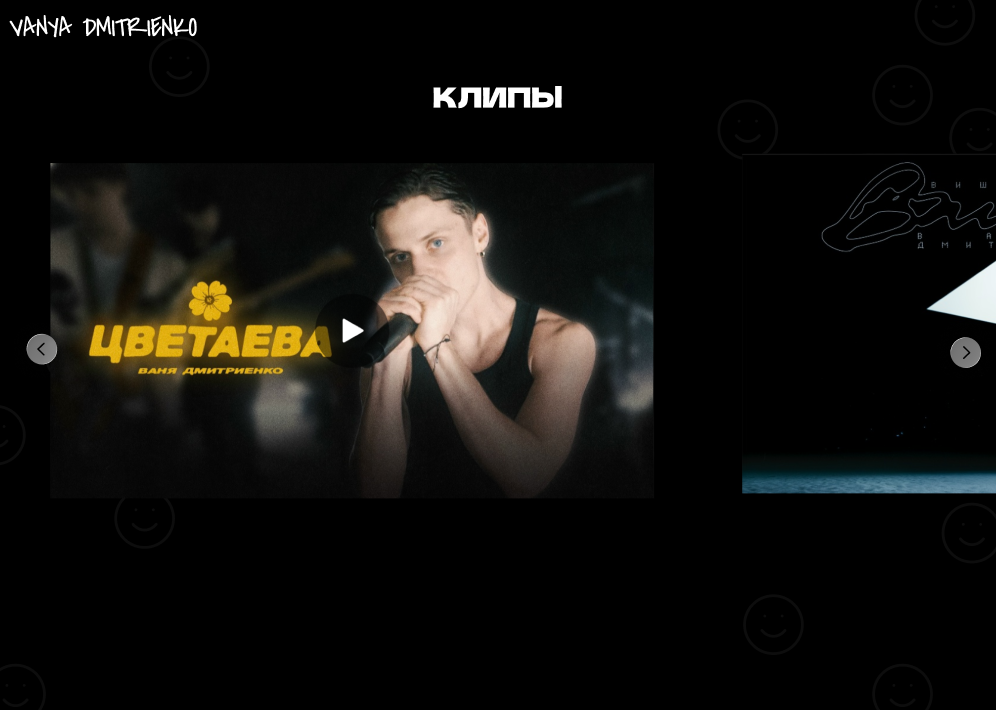 VANYA DMITRIENKO
КЛИПЫ
ЦВЕТАЕВА
ВАНЯ ДМИТРИЕНКО